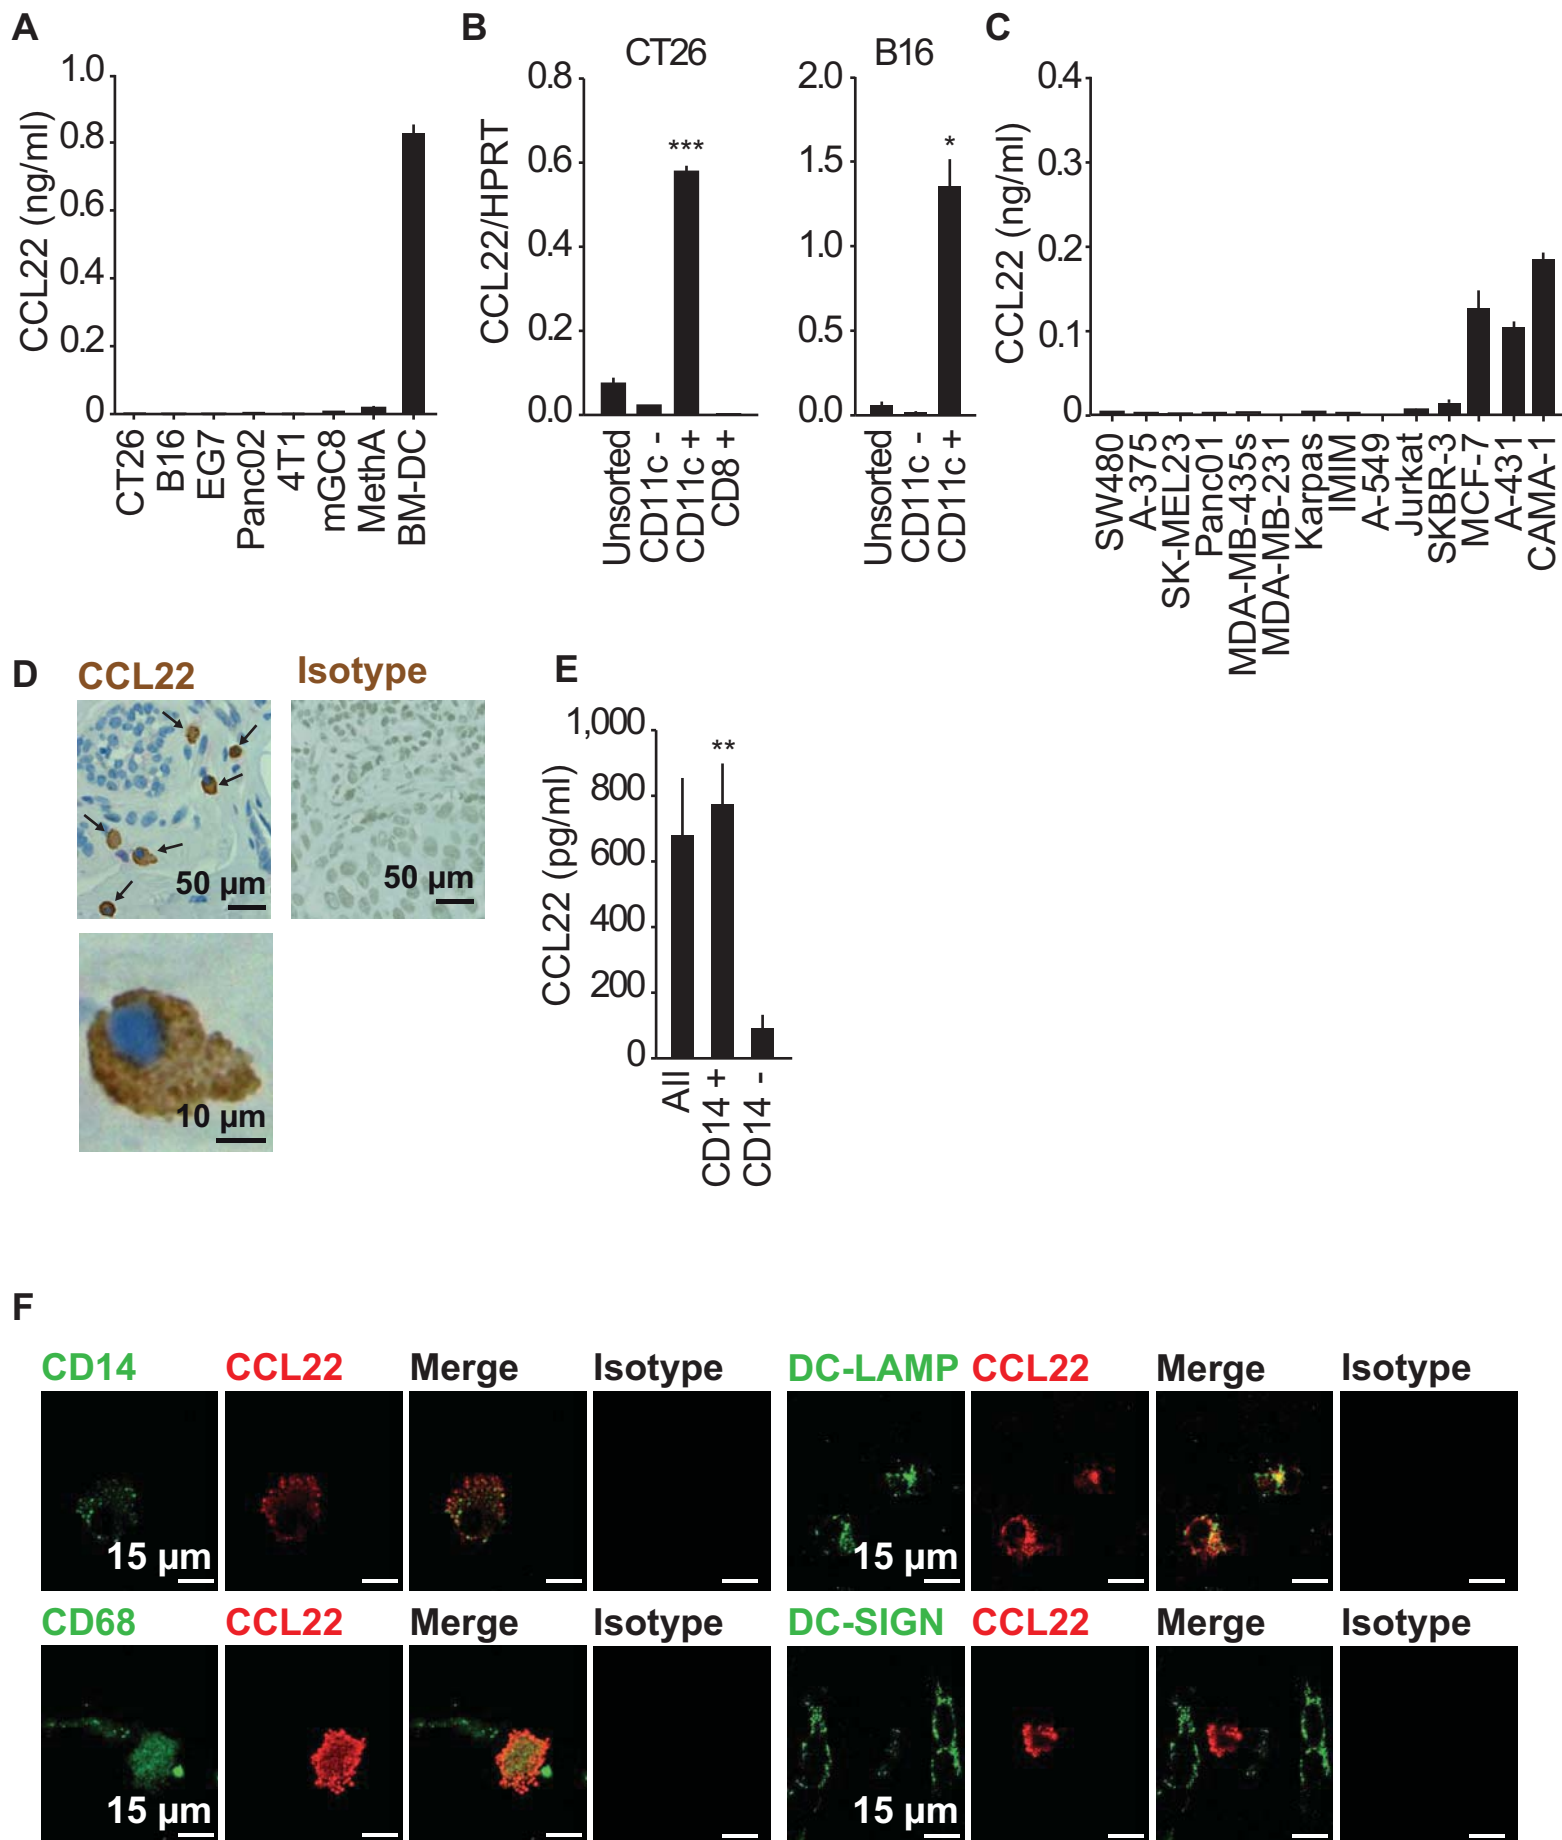 A
CCL22 (ng/ml)
1.0
0.8
0.6
0.4
0.2
0
CT26
B16
EG7
Panc02
4T1
mGC8
MethA
BM-DC
B
CT26
CCL22/HPRT
0.8
0.6
0.4
0.2
0.0
***
Unsorted
CD11c -
CD11c +
CD8 +
B16
2.0
1.5
1.0
0.5
0.0
*
Unsorted
CD11c -
CD11c +
C
CCL22 (ng/ml)
0.4
0.3
0.2
0.1
0
SW480
A-375
SK-MEL23
Panc01
MDA-MB-435s
MDA-MB-231
Karpas
IMIM
A-549
Jurkat
SKBR-3
MCF-7
A-431
CAMA-1
D
CCL22
Isotype
50 µm
50 µm
10 µm
E
CCL22 (pg/ml)
1,000
800
600
400
200
0
**
All
CD14 +
CD14 -
F
CD14 CCL22 Merge Isotype DC-LAMP CCL22 Merge Isotype
15 µm
15 µm
CD68 CCL22 Merge Isotype DC-SIGN CCL22 Merge Isotype
15 µm
15 µm